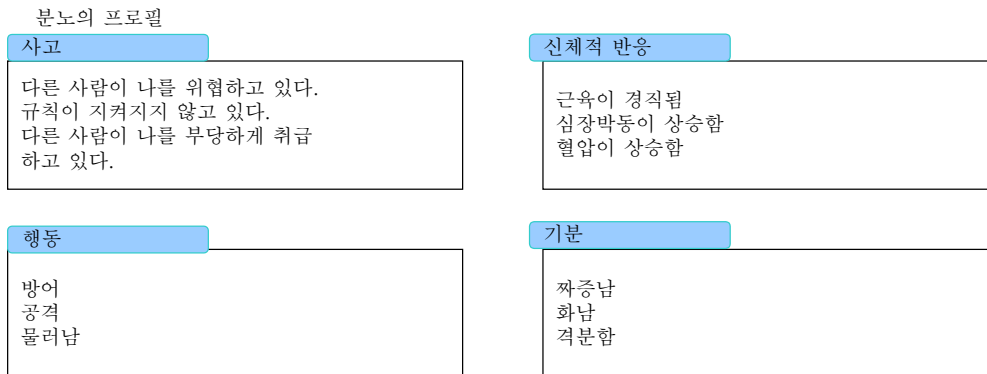 분노의 프로필
사고
다른 사람이 나를 위협하고 있다.
규칙이 지켜지지 않고 있다.
다른 사람이 나를 부당하게 취급
하고 있다.
신체적 반응
근육이 경직됨
심장박동이 상승함
혈압이 상승함
행동
방어
공격
물러남
기분
짜증남
화남
격분함